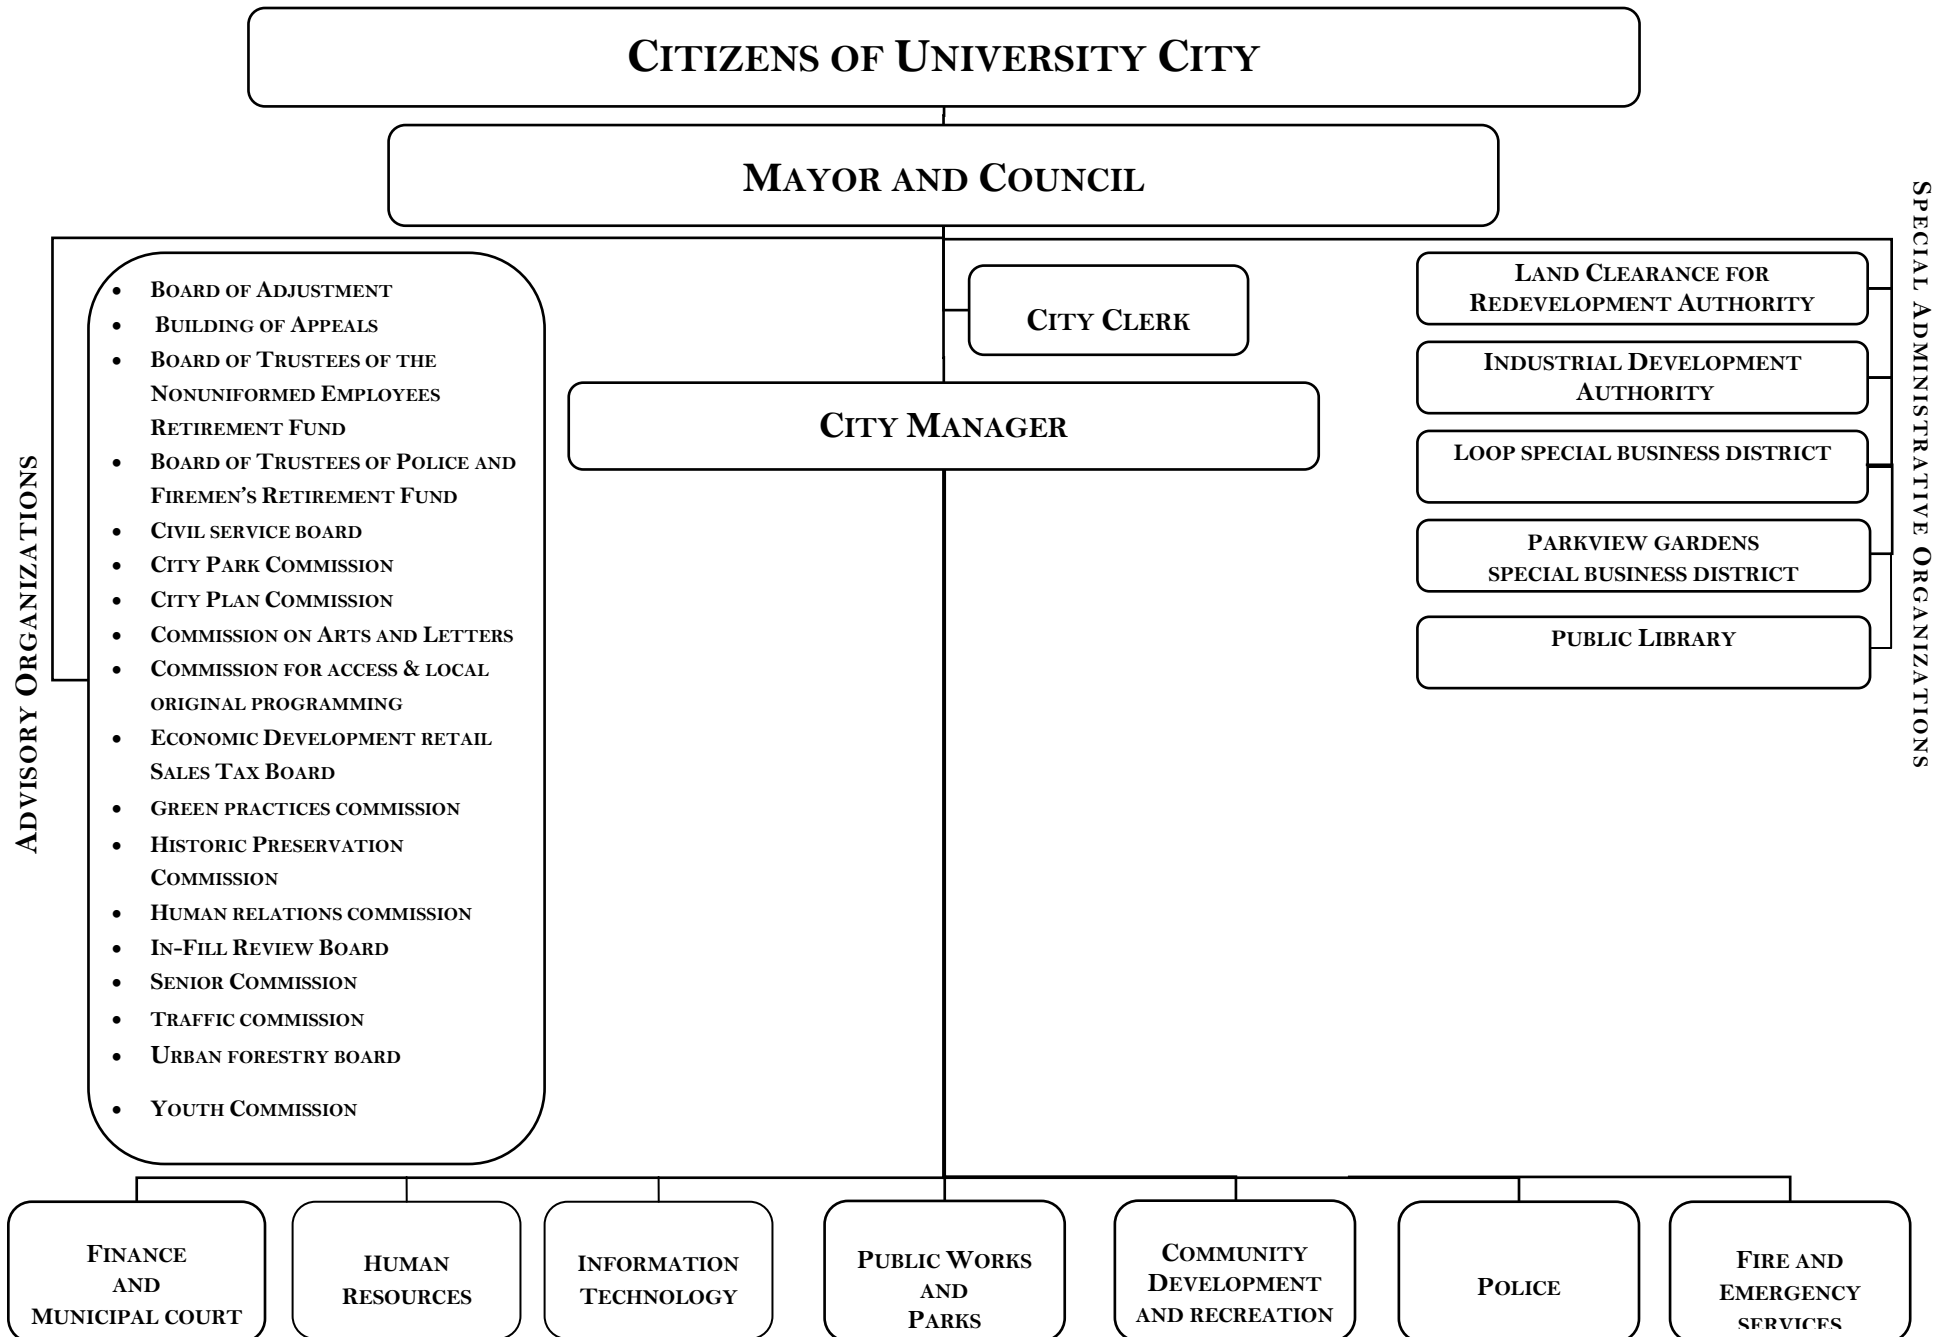 CITIZENS OF UNIVERSITY CITY
MAYOR AND COUNCIL
ADVISORY ORGANIZATIONS
• BOARD OF ADJUSTMENT
• BUILDING OF APPEALS
• BOARD OF TRUSTEES OF THE
NONUNIFORMED EMPLOYEES
RETIREMENT FUND
• BOARD OF TRUSTEES OF POLICE AND
FIREMEN'S RETIREMENT FUND
• CIVIL SERVICE BOARD
• CITY PARK COMMISSION
• CITY PLAN COMMISSION
• COMMISSION ON ARTS AND LETTERS
• COMMISSION FOR ACCESS & LOCAL
ORIGINAL PROGRAMMING
• ECONOMIC DEVELOPMENT RETAIL
SALES TAX BOARD
• GREEN PRACTICES COMMISSION
• HISTORIC PRESERVATION
COMMISSION
• HUMAN RELATIONS COMMISSION
• IN-FILL REVIEW BOARD
• SENIOR COMMISSION
• TRAFFIC COMMISSION
• URBAN FORESTRY BOARD
• YOUTH COMMISSION
CITY CLERK
CITY MANAGER
SPECIAL ADMINISTRATIVE ORGANIZATIONS
LAND CLEARANCE FOR
REDEVELOPMENT AUTHORITY
INDUSTRIAL DEVELOPMENT
AUTHORITY
LOOP SPECIAL BUSINESS DISTRICT
PARKVIEW GARDENS
SPECIAL BUSINESS DISTRICT
PUBLIC LIBRARY
FINANCE
AND
MUNICIPAL COURT
HUMAN
RESOURCES
INFORMATION
TECHNOLOGY
PUBLIC WORKS
AND
PARKS
COMMUNITY
DEVELOPMENT
AND RECREATION
POLICE
FIRE AND
EMERGENCY
SERVICES